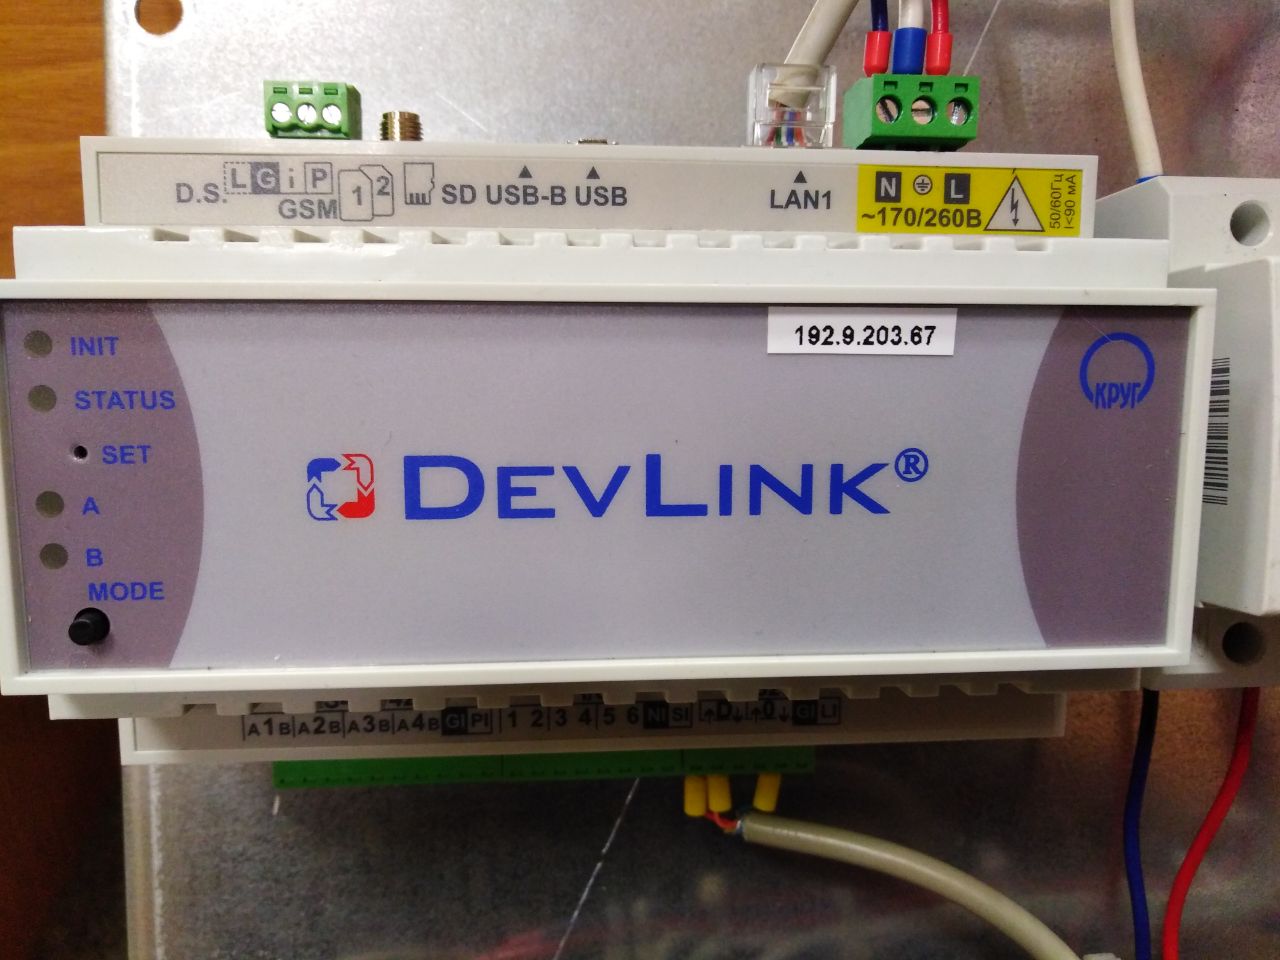 D.S. L G i P
GSM 1 2 SD USB-B USB
LAN1
N L
~170/260В
50/60Гц
I<90 мА
192.9.203.67
INIT
STATUS
SET
A
B
MODE
DEVLINK®
КРУГ
A1B A2B A3B A4B GI PI 1 2 3 4 5 6 NI SI ↑D↓ ↑0↓ GI LI